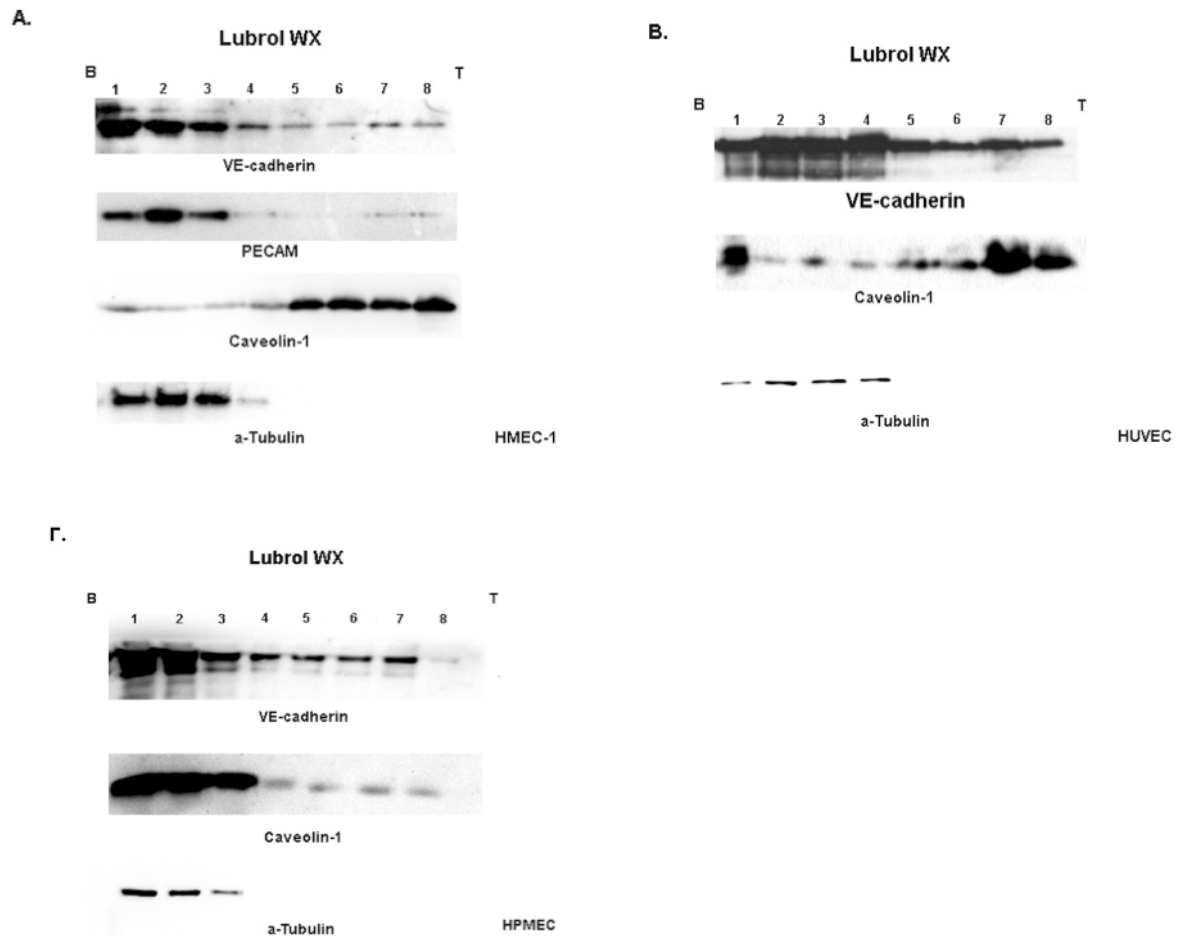 A.
Lubrol WX
B T
1 2 3 4 5 6 7 8
VE-cadherin
PECAM
Caveolin-1
a-Tubulin
HMEC-1
B.
Lubrol WX
B T
1 2 3 4 5 6 7 8
VE-cadherin
Caveolin-1
a-Tubulin
HUVEC
Γ.
Lubrol WX
B T
1 2 3 4 5 6 7 8
VE-cadherin
Caveolin-1
a-Tubulin
HPMEC